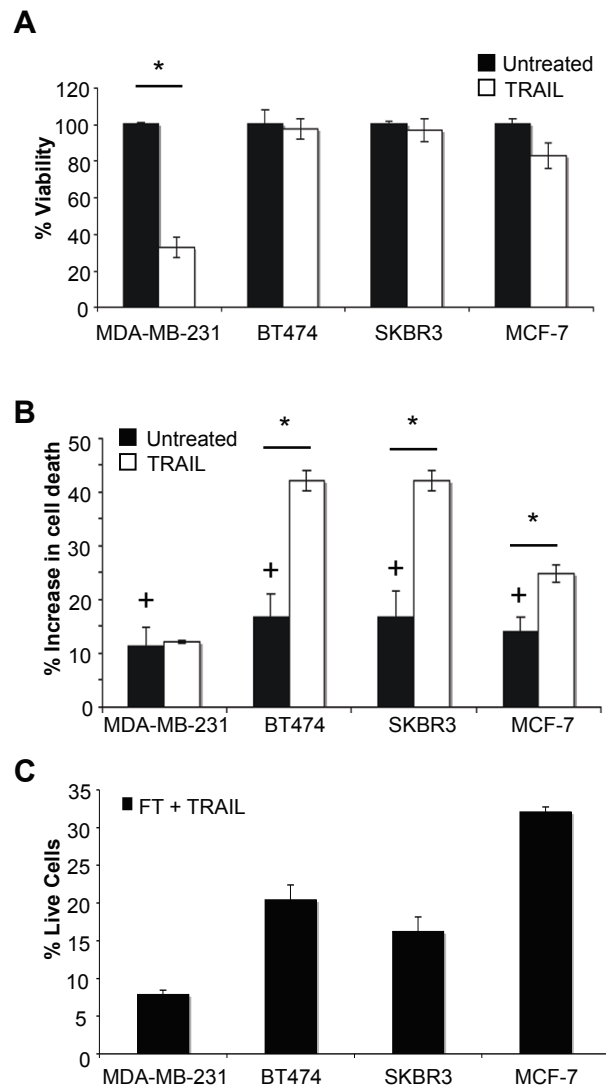 A
*
Untreated
TRAIL
120
100
80
60
40
20
0
% Viability
MDA-MB-231 BT474 SKBR3 MCF-7
B
Untreated
TRAIL
* * *
+ + + +
50
40
30
20
10
0
% Increase in cell death
MDA-MB-231 BT474 SKBR3 MCF-7
C
FT + TRAIL
35
30
25
20
15
10
5
0
% Live Cells
MDA-MB-231 BT474 SKBR3 MCF-7